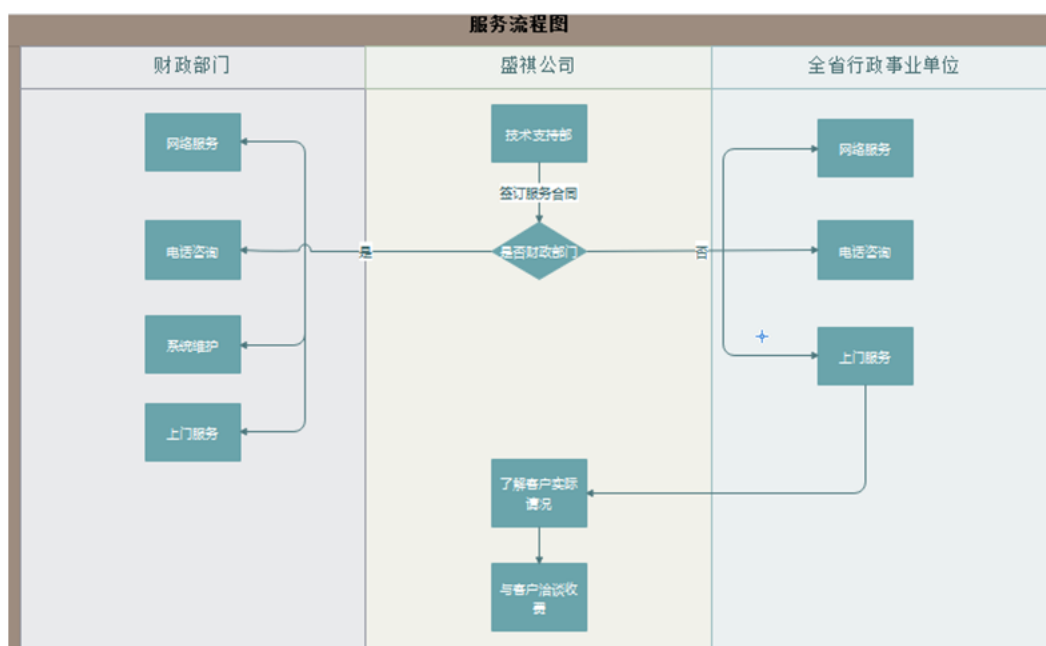 服务流程图
财政部门
盛祺公司
全省行政事业单位
网络服务
电话咨询
系统维护
上门服务
技术支持部
签订服务合同
是
是否财政部门
否
了解客户实际
情况
与客户洽谈收
费
网络服务
电话咨询
上门服务